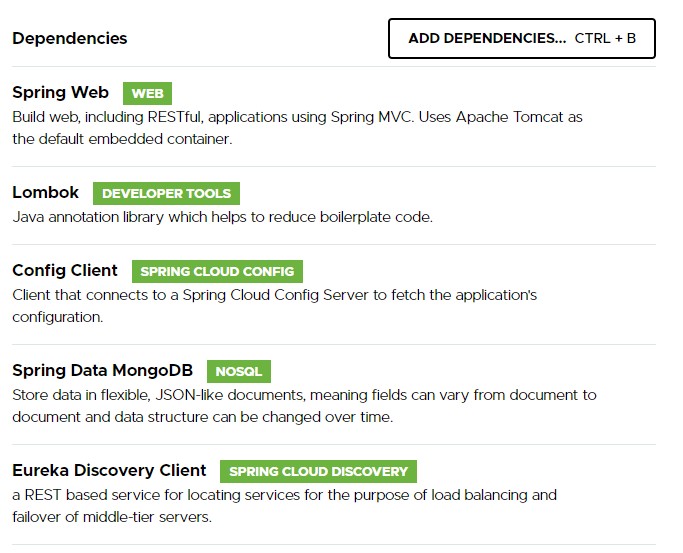 Dependencies
ADD DEPENDENCIES... CTRL + B
Spring Web WEB
Build web, including RESTful, applications using Spring MVC. Uses Apache Tomcat as
the default embedded container.
Lombok DEVELOPER TOOLS
Java annotation library which helps to reduce boilerplate code.
Config Client SPRING CLOUD CONFIG
Client that connects to a Spring Cloud Config Server to fetch the application's
configuration.
Spring Data MongoDB NOSQL
Store data in flexible, JSON-like documents, meaning fields can vary from document to
document and data structure can be changed over time.
Eureka Discovery Client SPRING CLOUD DISCOVERY
a REST based service for locating services for the purpose of load balancing and
failover of middle-tier servers.